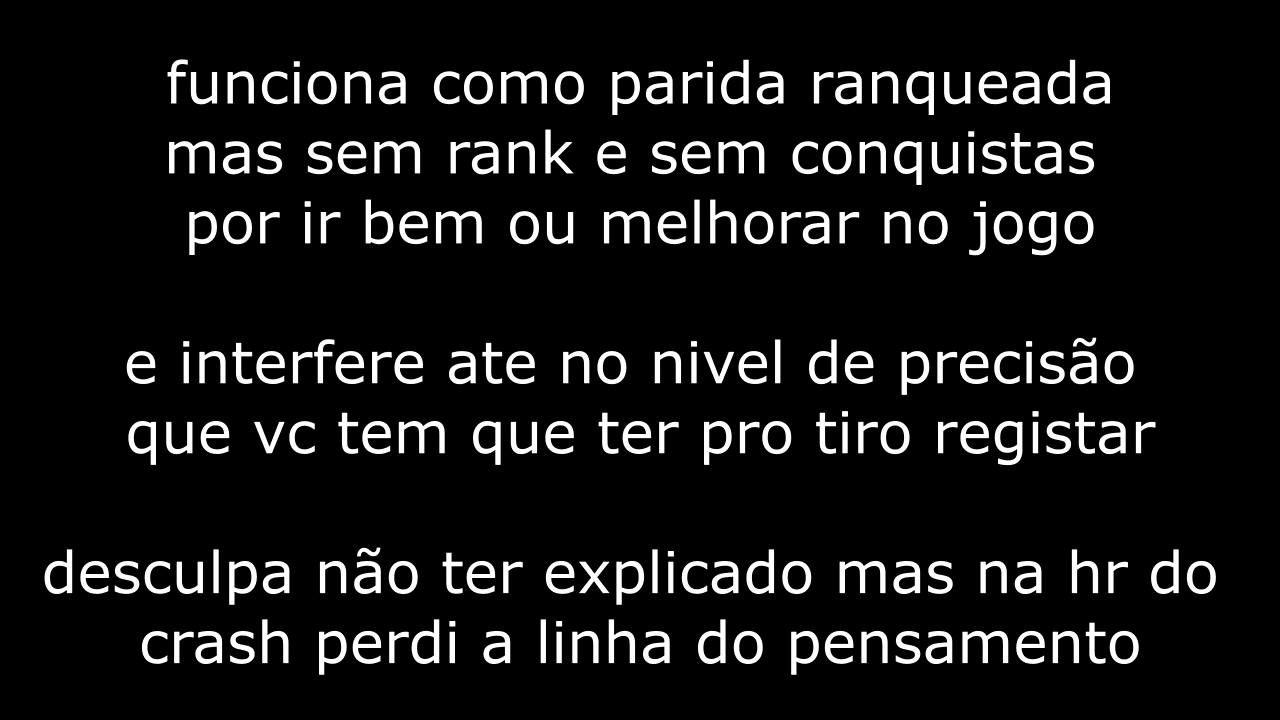 funciona como parida ranqueada
mas sem rank e sem conquistas
por ir bem ou melhorar no jogo
e interfere ate no nivel de precisão
que vc tem que ter pro tiro registar
desculpa não ter explicado mas na hr do
crash perdi a linha do pensamento